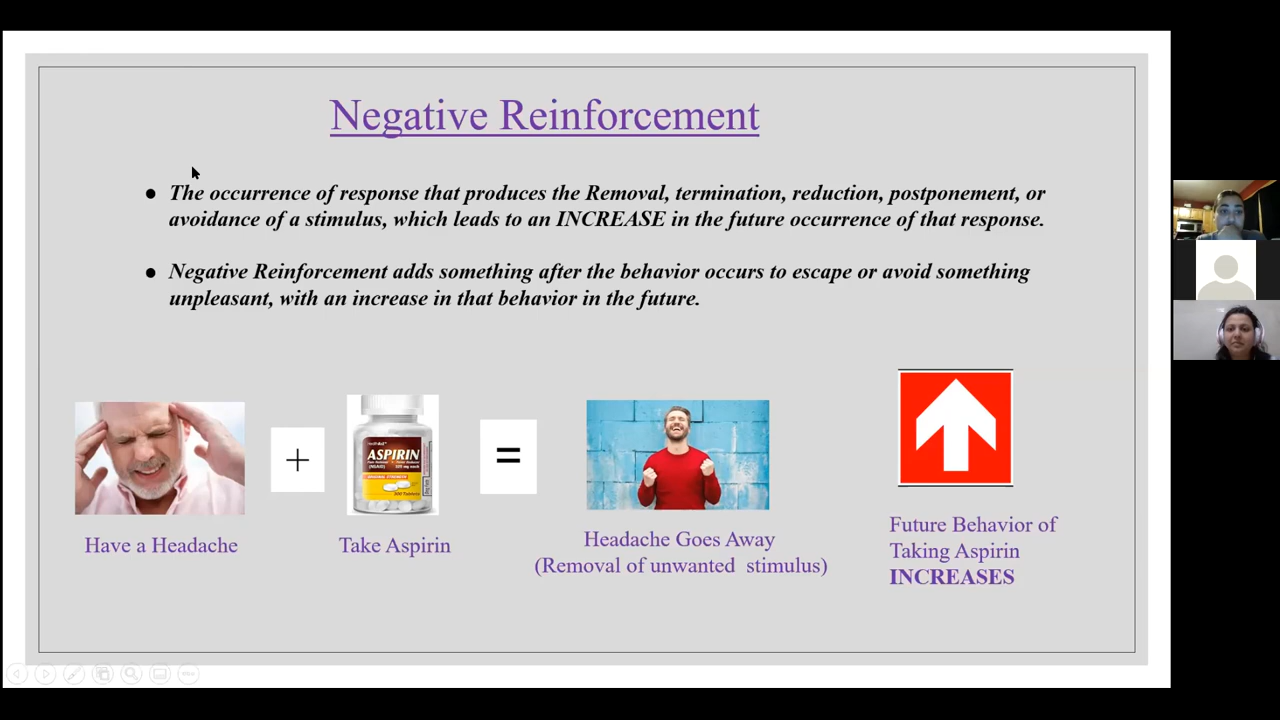 Negative Reinforcement
● The occurrence of response that produces the Removal, termination, reduction, postponement, or
avoidance of a stimulus, which leads to an INCREASE in the future occurrence of that response.
● Negative Reinforcement adds something after the behavior occurs to escape or avoid something
unpleasant, with an increase in that behavior in the future.
+
ASPIRIN
(NSAID)
=
Have a Headache
Take Aspirin
Headache Goes Away
(Removal of unwanted stimulus)
Future Behavior of
Taking Aspirin
INCREASES